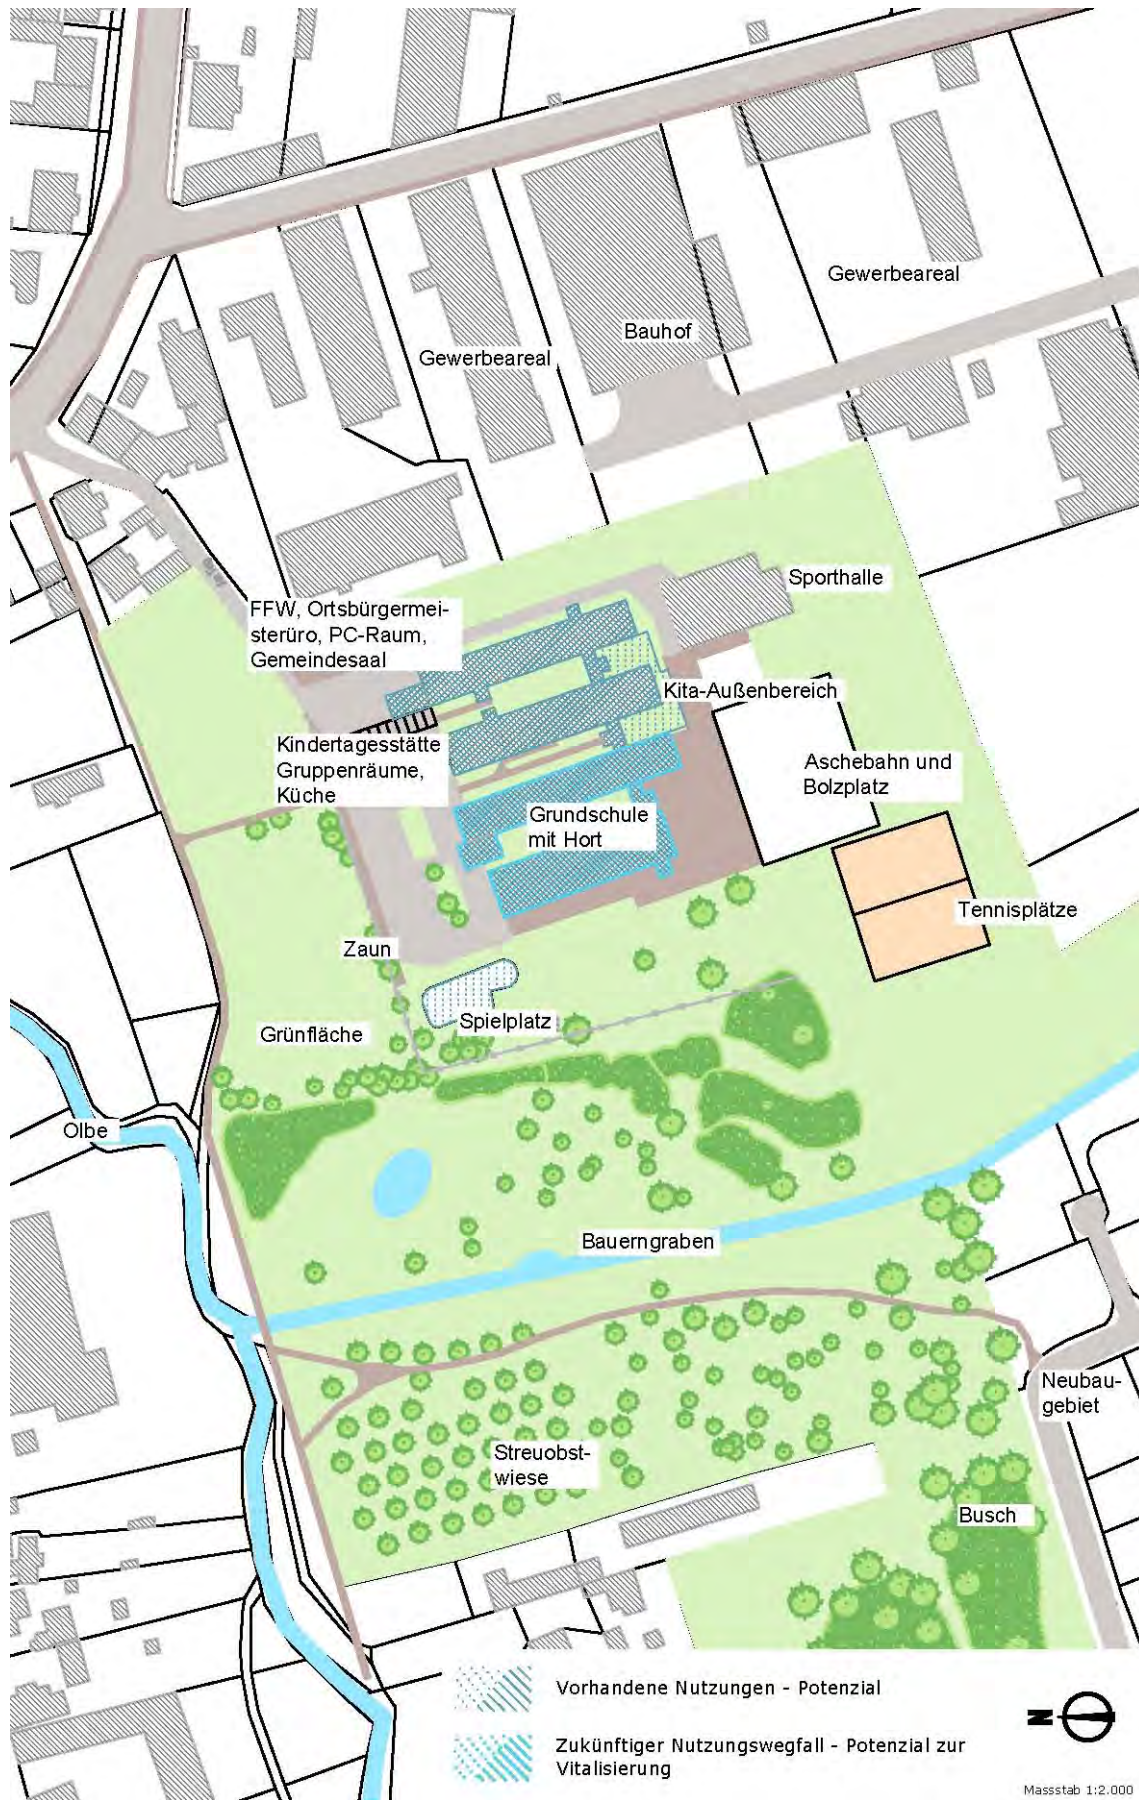 Gewerbeareal
Bauhof
Gewerbeareal
Sporthalle
FFW, Ortsbürgermei-
sterüro, PC-Raum,
Gemeindesaal
Kita-Außenbereich
Kindertagesstätte
Gruppenräume,
Küche
Aschebahn und
Bolzplatz
Grundschule
mit Hort
Tennisplätze
Zaun
Spielplatz
Grünfläche
Olbe
Bauerngraben
Neubau-
gebiet
Streuobst-
wiese
Busch
Vorhandene Nutzungen - Potenzial
Zukünftiger Nutzungswegfall - Potenzial zur
Vitalisierung
N
Massstab 1:2.000